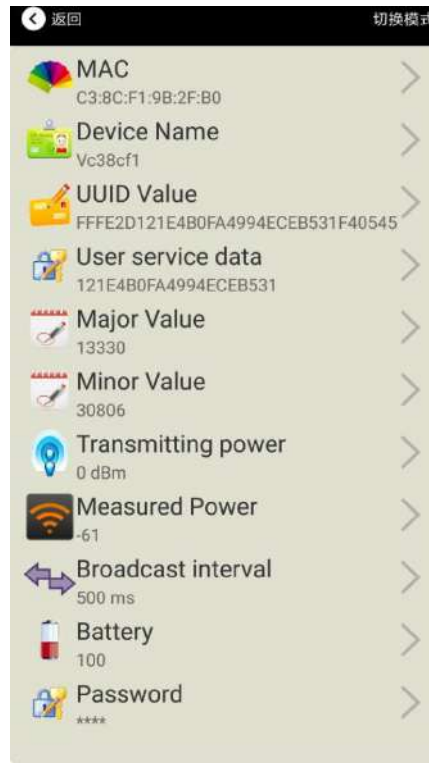 返回 切换模式
MAC
C3:8C:F1:9B:2F:B0
Device Name
Vc38cf1
UUID Value
FFFE2D121E4B0FA4994ECEB531F40545
User service data
121E4B0FA4994ECEB531
Major Value
13330
Minor Value
30806
Transmitting power
0 dBm
Measured Power
-61
Broadcast interval
500 ms
Battery
100
Password
****